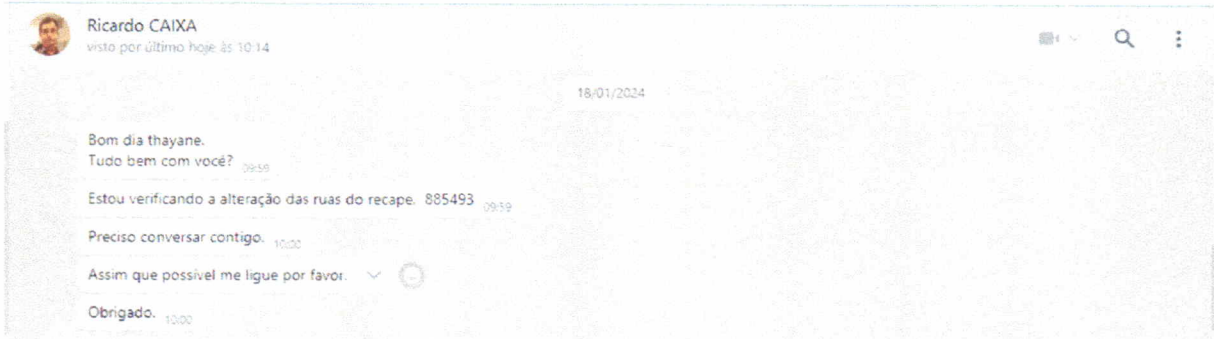 Ricardo CAIXA
visto por último hoje às 10:14
18/01/2024
Bom dia thayane.
Tudo bem com você? 09:59
Estou verificando a alteração das ruas do recape. 885493 09:59
Preciso conversar contigo. 10:00
Assim que possível me ligue por favor.
Obrigado. 10:00